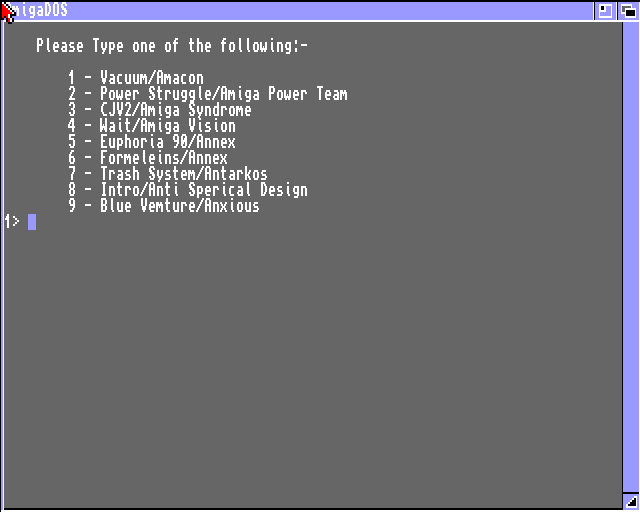 AmigaDOS
Please Type one of the following:-
1 - Vacuum/Amacon
2 - Power Struggle/Amiga Power Team
3 - CJV2/Amiga Syndrome
4 - Wait/Amiga Vision
5 - Euphoria 90/Annex
6 - Formeleins/Annex
7 - Trash System/Antarkos
8 - Intro/Anti Sperical Design
9 - Blue Vemture/Anxious
1>